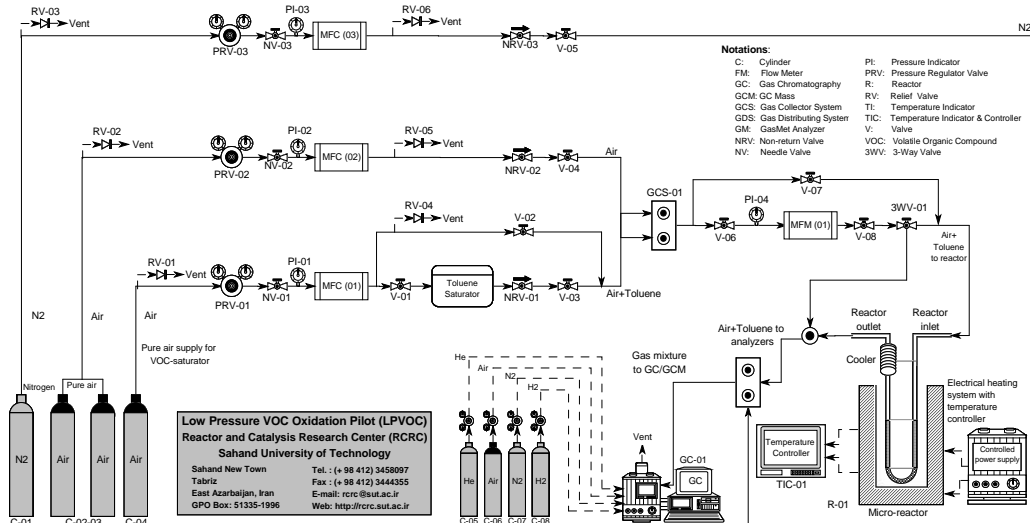 RV-03
Vent
PI-03
RV-06
Vent
PRV-03
NV-03
MFC (03)
NRV-03
V-05
N2
Notations:
C: Cylinder
FM: Flow Meter
GC: Gas Chromatography
GCM: GC Mass
GCS: Gas Collector System
GDS: Gas Distributing System
GM: GasMet Analyzer
NRV: Non-return Valve
NV: Needle Valve
PI: Pressure Indicator
PRV: Pressure Regulator Valve
R: Reactor
RV: Relief Valve
TI: Temperature Indicator
TIC: Temperature Indicator & Controller
V: Valve
VOC: Volatile Organic Compound
3WV: 3-Way Valve
RV-02
Vent
PI-02
RV-05
Vent
PRV-02
NV-02
MFC (02)
NRV-02
V-04
Air
GCS-01
V-07
PI-04
3WV-01
V-06
MFM (01)
V-08
Air+
Toluene
to reactor
RV-04
Vent
V-02
RV-01
Vent
PI-01
PRV-01
NV-01
MFC (01)
V-01
Toluene
Saturator
NRV-01
V-03
Air+Toluene
N2
Air
Air
Pure air supply for
VOC-saturator
Nitrogen
Pure air
N2
Air
Air
Air
C-01
C-02-03
C-04
Low Pressure VOC Oxidation Pilot (LPVOC)
Reactor and Catalysis Research Center (RCRC)
Sahand University of Technology
Sahand New Town
Tabriz
East Azarbaijan, Iran
GPO Box: 51335-1996
Tel. : (+ 98 412) 3458097
Fax : (+ 98 412) 3444355
E-mail: rcrc@sut.ac.ir
Web: http://rcrc.sut.ac.ir
He
Air
N2
H2
He
Air
N2
H2
C-05
C-06
C-07
C-08
Gas mixture
to GC/GCM
Vent
GC-01
GC
Air+Toluene to
analyzers
Reactor
outlet
Reactor
inlet
Cooler
Temperature
Controller
TIC-01
R-01
Micro-reactor
Electrical heating
system with
temperature
controller
Controlled
power supply